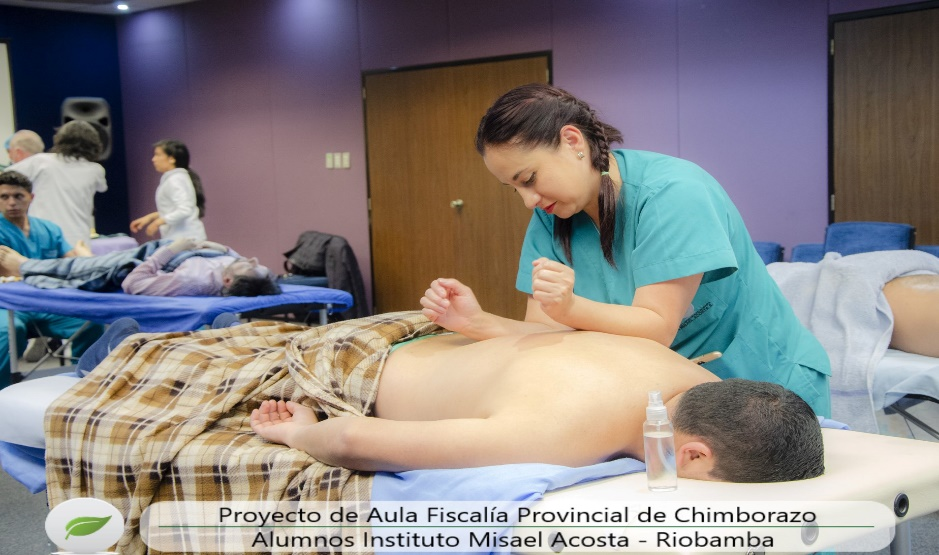 Proyecto de Aula Fiscalía Provincial de Chimborazo
Alumnos Instituto Misael Acosta - Riobamba